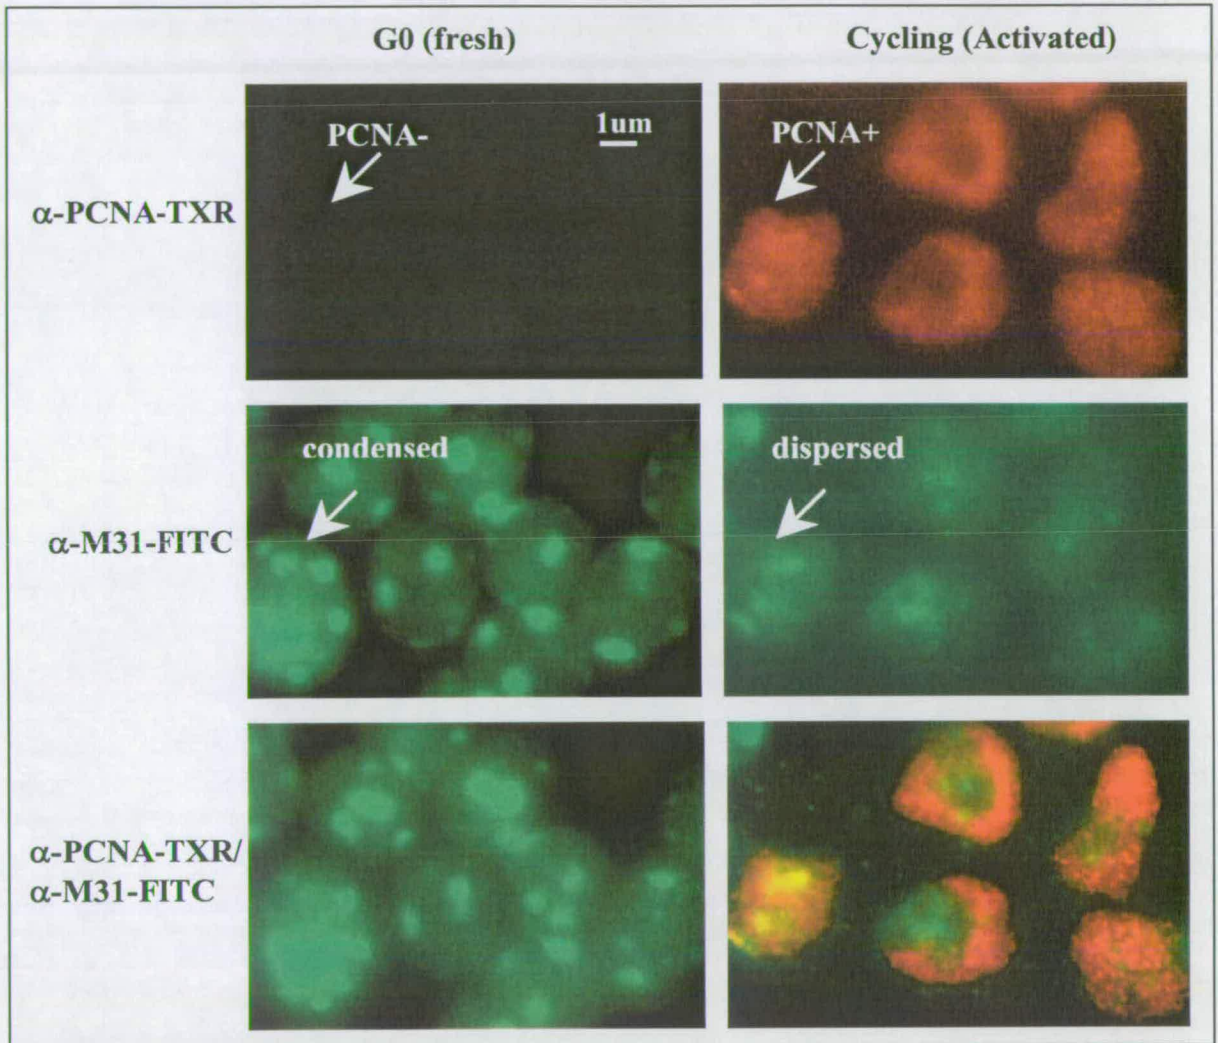 G0 (fresh)
Cycling (Activated)
α-PCNA-TXR
PCNA-
1um
PCNA+
α-M31-FITC
condensed
dispersed
α-PCNA-TXR/
α-M31-FITC